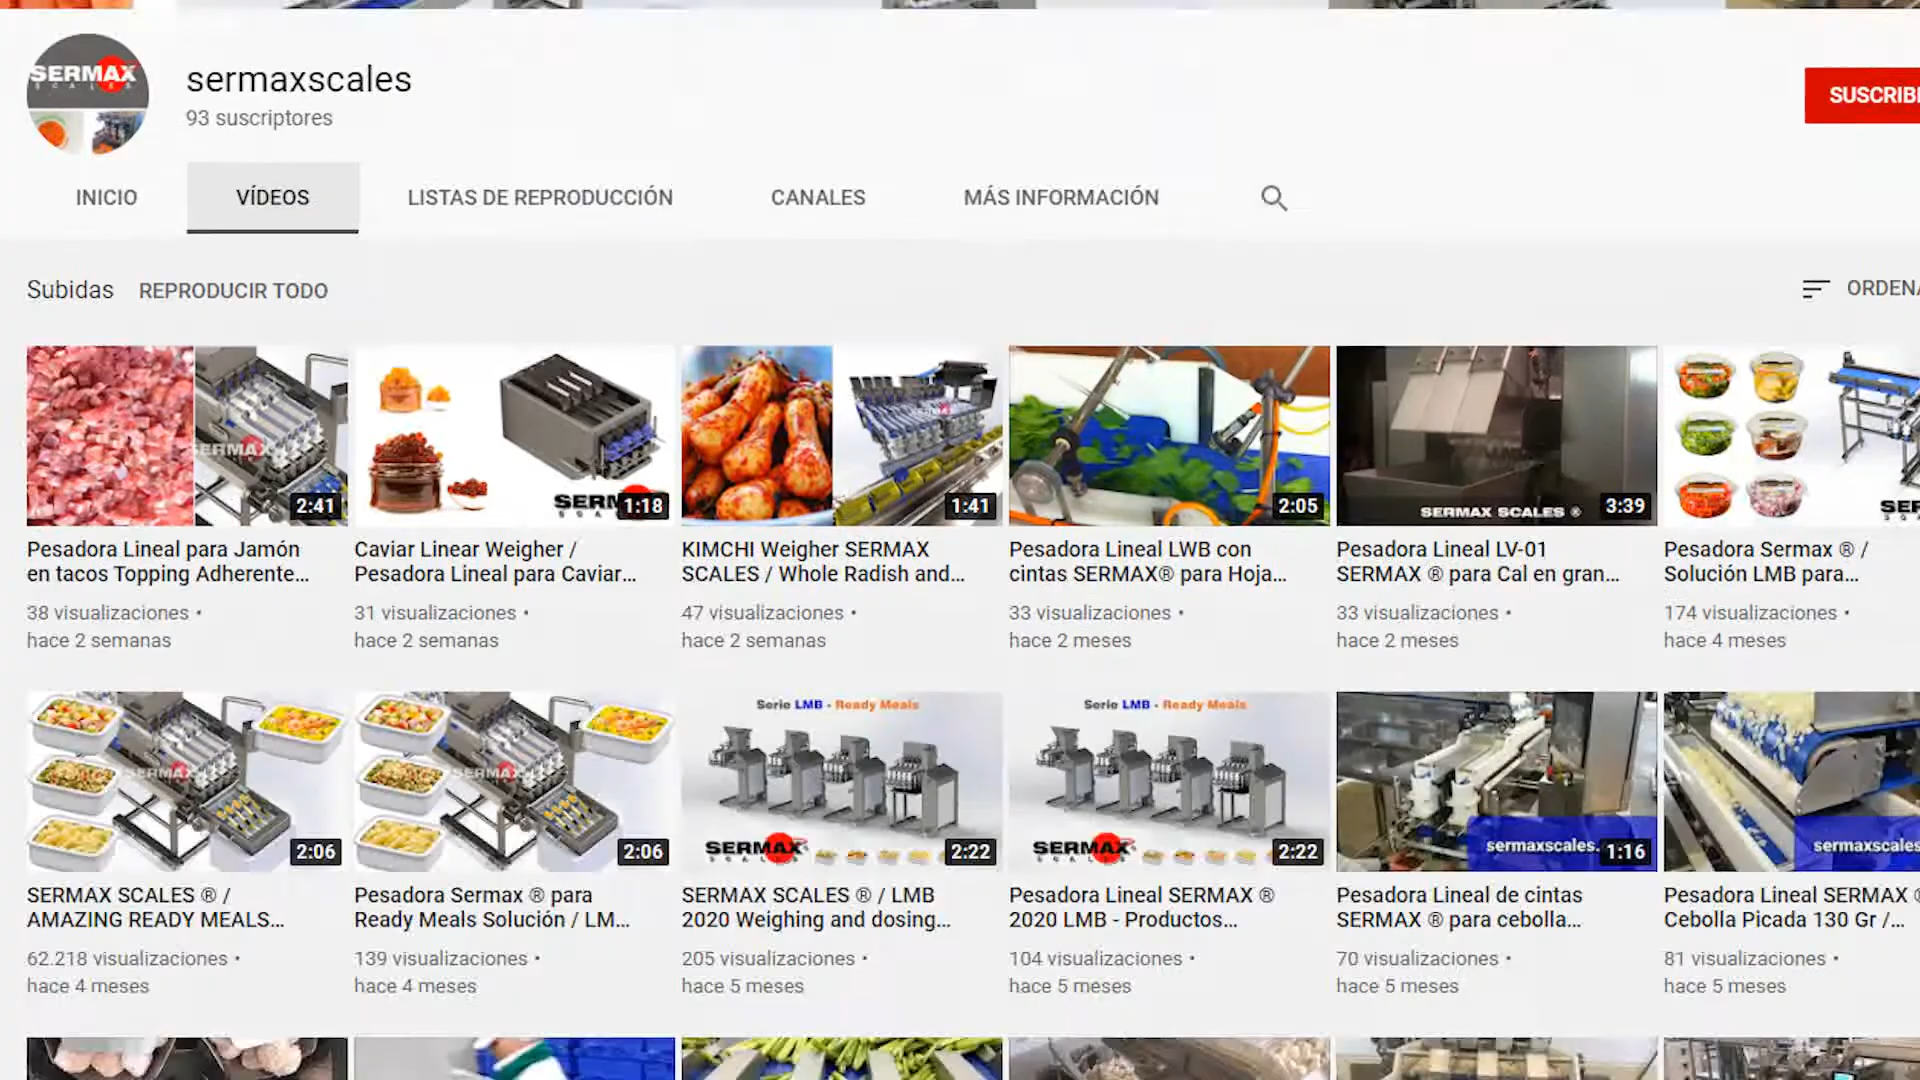 SERMAX
SCALES
sermaxscales
93 suscriptores
SUSCRIBI
INICIO
VÍDEOS
LISTAS DE REPRODUCCIÓN
CANALES
MÁS INFORMACIÓN
Subidas
REPRODUCIR TODO
ORDENA
SERMAX
2:41
SERM
1:18
1:41
2:05
SERMAX SCALES ®
3:39
SER
Pesadora Lineal para Jamón
en tacos Topping Adherente...
38 visualizaciones •
hace 2 semanas
Caviar Linear Weigher /
Pesadora Lineal para Caviar...
31 visualizaciones •
hace 2 semanas
KIMCHI Weigher SERMAX
SCALES / Whole Radish and...
47 visualizaciones •
hace 2 semanas
Pesadora Lineal LWB con
cintas SERMAX® para Hoja...
33 visualizaciones •
hace 2 meses
Pesadora Lineal LV-01
SERMAX ® para Cal en gran...
33 visualizaciones •
hace 2 meses
Pesadora Sermax ® /
Solución LMB para...
174 visualizaciones •
hace 4 meses
SERMAX
2:06
SERMAX
2:06
Serie LMB - Ready Meals
SERMAX
SCALES
2:22
Serie LMB - Ready Meals
SERMAX
SCALES
2:22
sermaxscales.
1:16
sermaxscales
SERMAX SCALES ® /
AMAZING READY MEALS...
62.218 visualizaciones •
hace 4 meses
Pesadora Sermax ® para
Ready Meals Solución / LM...
139 visualizaciones •
hace 4 meses
SERMAX SCALES ® / LMB
2020 Weighing and dosing...
205 visualizaciones •
hace 5 meses
Pesadora Lineal SERMAX ®
2020 LMB - Productos...
104 visualizaciones •
hace 5 meses
Pesadora Lineal de cintas
SERMAX ® para cebolla...
70 visualizaciones •
hace 5 meses
Pesadora Lineal SERMAX ®
Cebolla Picada 130 Gr /...
81 visualizaciones •
hace 5 meses